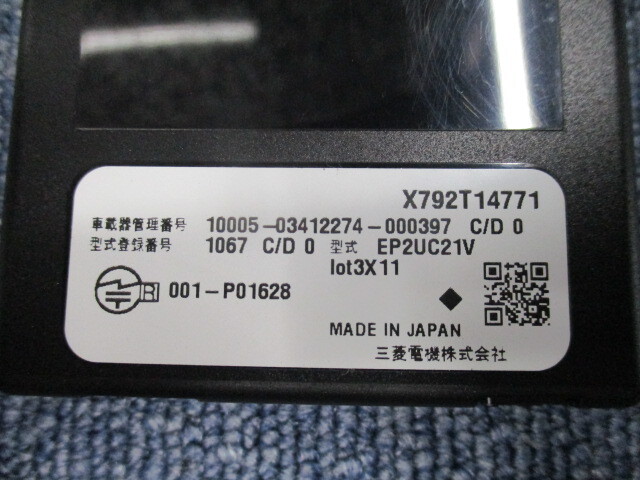 X792T14771
車載器管理番号 10005-03412274-000397 C/D 0
型式登録番号 1067 C/D 0 型式 EP2UC21V
lot3X11
R 001-P01628
MADE IN JAPAN
三菱電機株式会社